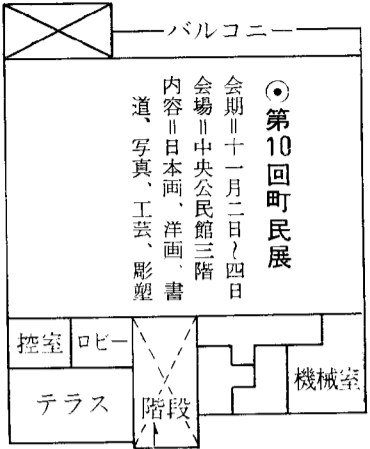 バルコニー
◉第10回町民展
会期＝十一月二日〜四日
会場＝中央公民館三階
内容＝日本画、洋画、書
道、写真、工芸、彫塑
控室
ロビー
機械室
テラス
階段